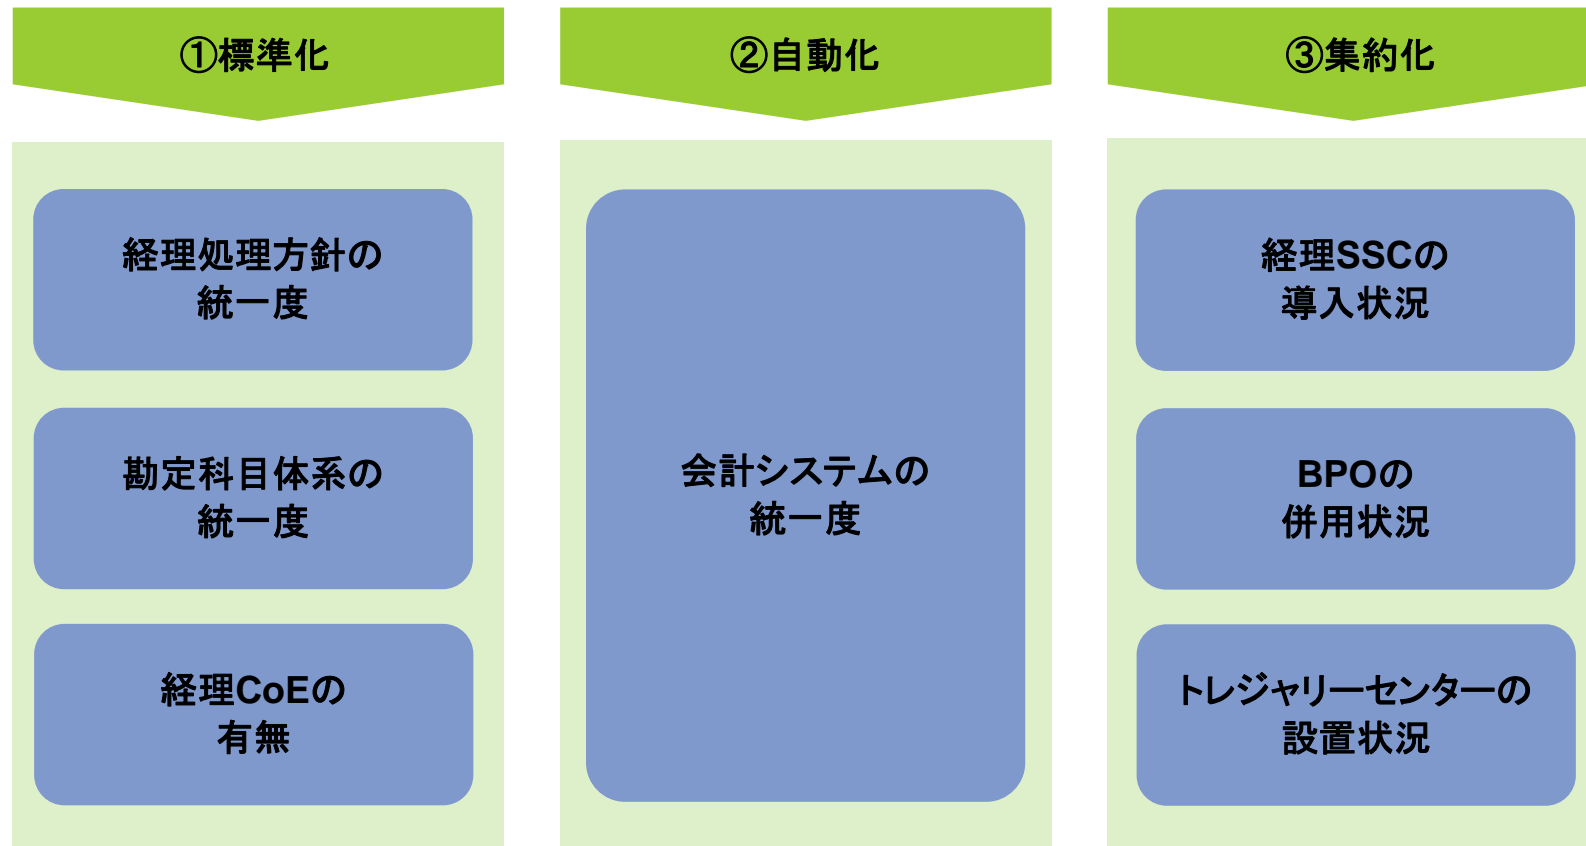 ①標準化
経理処理方針の
統一度
勘定科目体系の
統一度
経理CoEの
有無
②自動化
会計システムの
統一度
③集約化
経理SSCの
導入状況
BPOの
併用状況
トレジャリーセンターの
設置状況